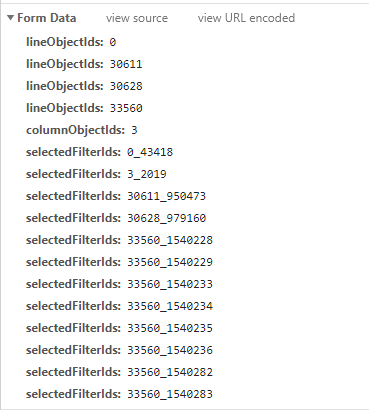 ▼ Form Data view source view URL encoded
lineObjectIds: 0
lineObjectIds: 30611
lineObjectIds: 30628
lineObjectIds: 33560
columnObjectIds: 3
selectedFilterIds: 0_43418
selectedFilterIds: 3_2019
selectedFilterIds: 30611_950473
selectedFilterIds: 30628_979160
selectedFilterIds: 33560_1540228
selectedFilterIds: 33560_1540229
selectedFilterIds: 33560_1540233
selectedFilterIds: 33560_1540234
selectedFilterIds: 33560_1540235
selectedFilterIds: 33560_1540236
selectedFilterIds: 33560_1540282
selectedFilterIds: 33560_1540283